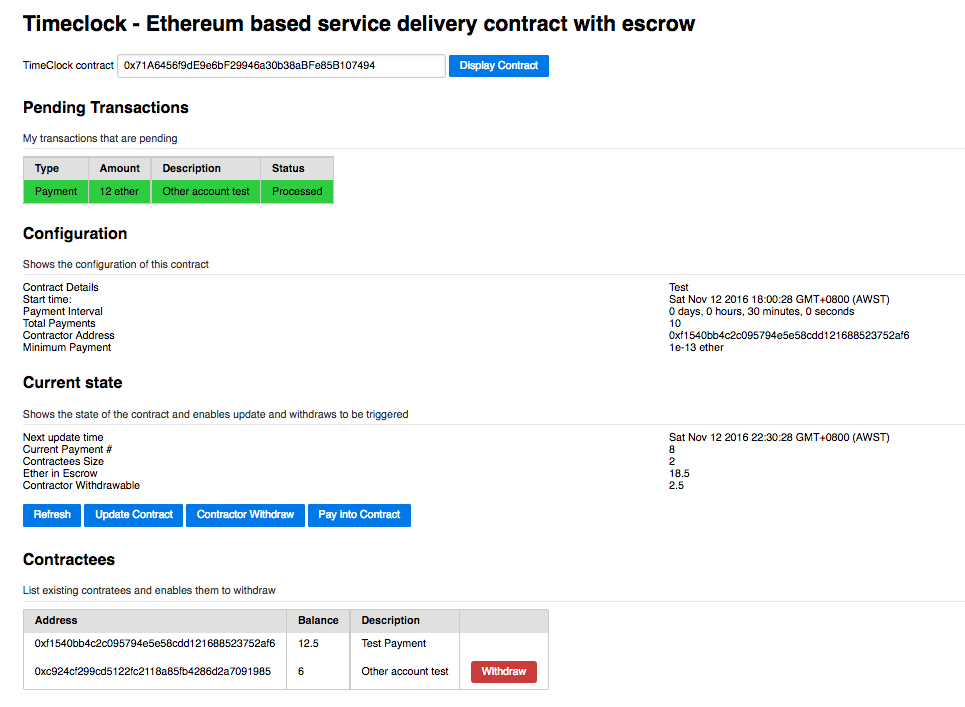 Timeclock - Ethereum based service delivery contract with escrow
TimeClock contract 0x71A6456f9dE9e6bF29946a30b38aBFe85B107494 Display Contract
Pending Transactions
My transactions that are pending
Type Amount Description Status
Payment 12 ether Other account test Processed
Configuration
Shows the configuration of this contract
Contract Details Test
Start time: Sat Nov 12 2016 18:00:28 GMT+0800 (AWST)
Payment Interval 0 days, 0 hours, 30 minutes, 0 seconds
Total Payments 10
Contractor Address 0xf1540bb4c2c095794e5e58cdd121688523752af6
Minimum Payment 1e-13 ether
Current state
Shows the state of the contract and enables update and withdraws to be triggered
Next update time Sat Nov 12 2016 22:30:28 GMT+0800 (AWST)
Current Payment # 8
Contractees Size 2
Ether in Escrow 18.5
Contractor Withdrawable 2.5
Refresh Update Contract Contractor Withdraw Pay Into Contract
Contractees
List existing contratees and enables them to withdraw
Address Balance Description
0xf1540bb4c2c095794e5e58cdd121688523752af6 12.5 Test Payment
0xc924cf299cd5122fc2118a85fb4286d2a7091985 6 Other account test Withdraw